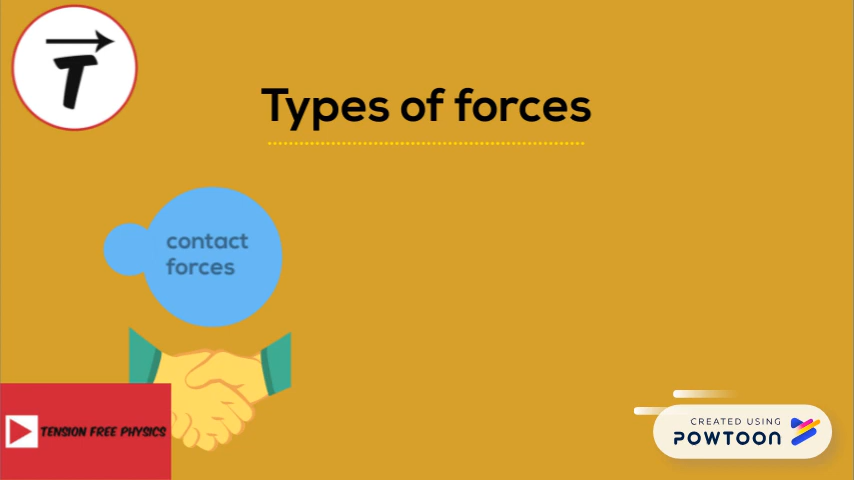 T
Types of forces
contact
forces
TENSION FREE PHYSICS
CREATED USING
POWTOON